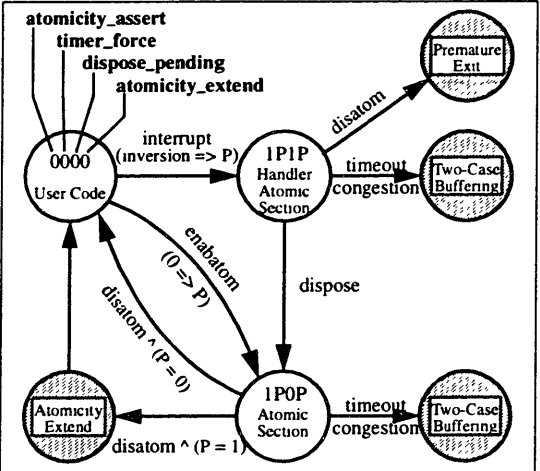 atomicity_assert
timer_force
dispose_pending
atomicity_extend
0000
User Code
interrupt
(inversion => P)
1P1P
Handler
Atomic
Section
disatom
Premature
Exit
timeout
congestion
Two-Case
Buffering
enabatom
(0 => P)
disatom ^ (P = 0)
dispose
1P0P
Atomic
Section
timeout
congestion
Two-Case
Buffering
Atomicity
Extend
disatom ^ (P = 1)